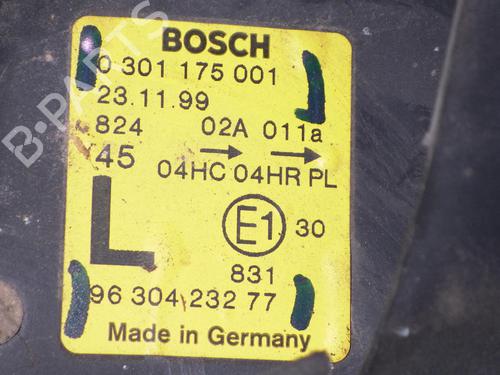 BOSCH
0 301 175 001
23.11.99
824 02A 011a
45 → →
04HC 04HR PL
L E1 30
831
96 304 232 77
Made in Germany
B-PARTS